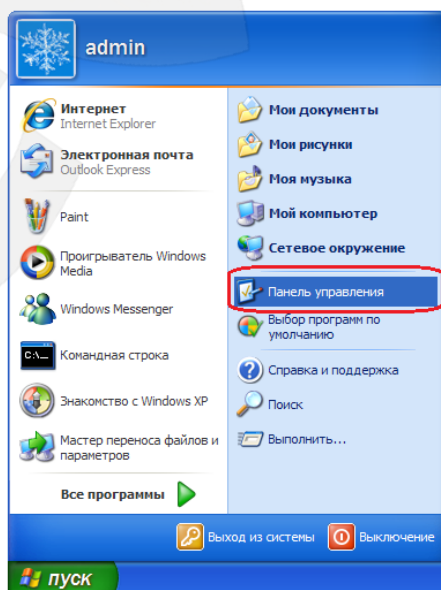 admin
Интернет
Internet Explorer
Электронная почта
Outlook Express
Paint
Проигрыватель Windows
Media
Windows Messenger
C:\_
Командная строка
Знакомство с Windows XP
Мастер переноса файлов и
параметров
Все программы
Мои документы
Мои рисунки
Моя музыка
Мой компьютер
Сетевое окружение
Панель управления
Выбор программ по
умолчанию
Справка и поддержка
Поиск
Выполнить...
Выход из системы
Выключение
пуск